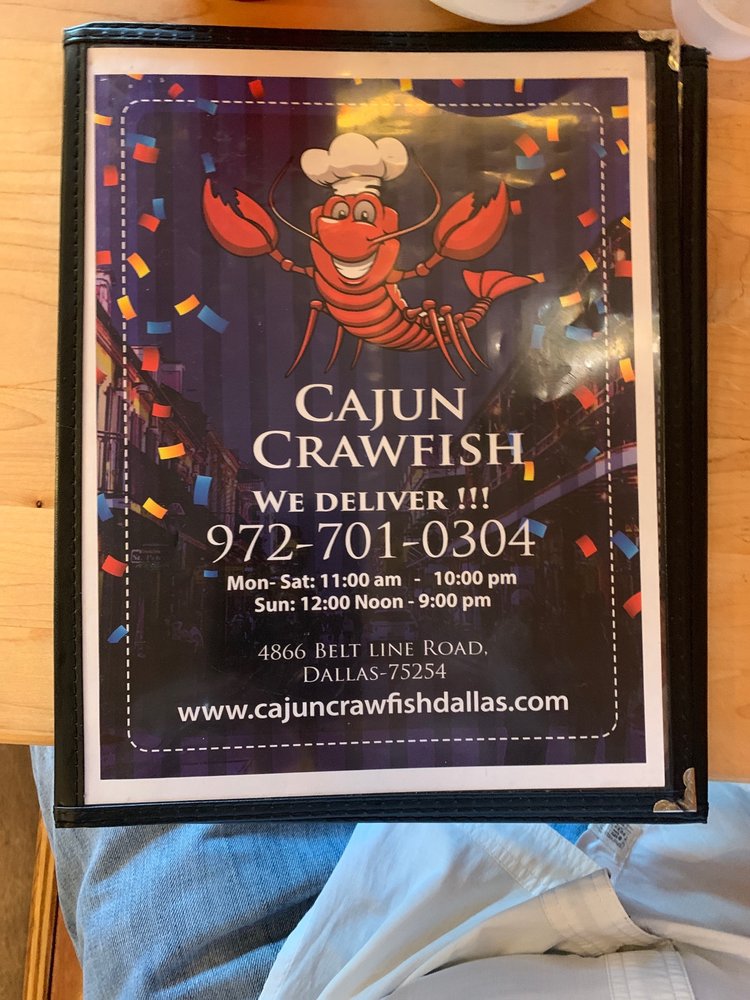 CAJUN
CRAWFISH
WE DELIVER !!!
972-701-0304
Mon- Sat: 11:00 am - 10:00 pm
Sun: 12:00 Noon - 9:00 pm
4866 BELT LINE ROAD,
DALLAS-75254
www.cajuncrawfishdallas.com